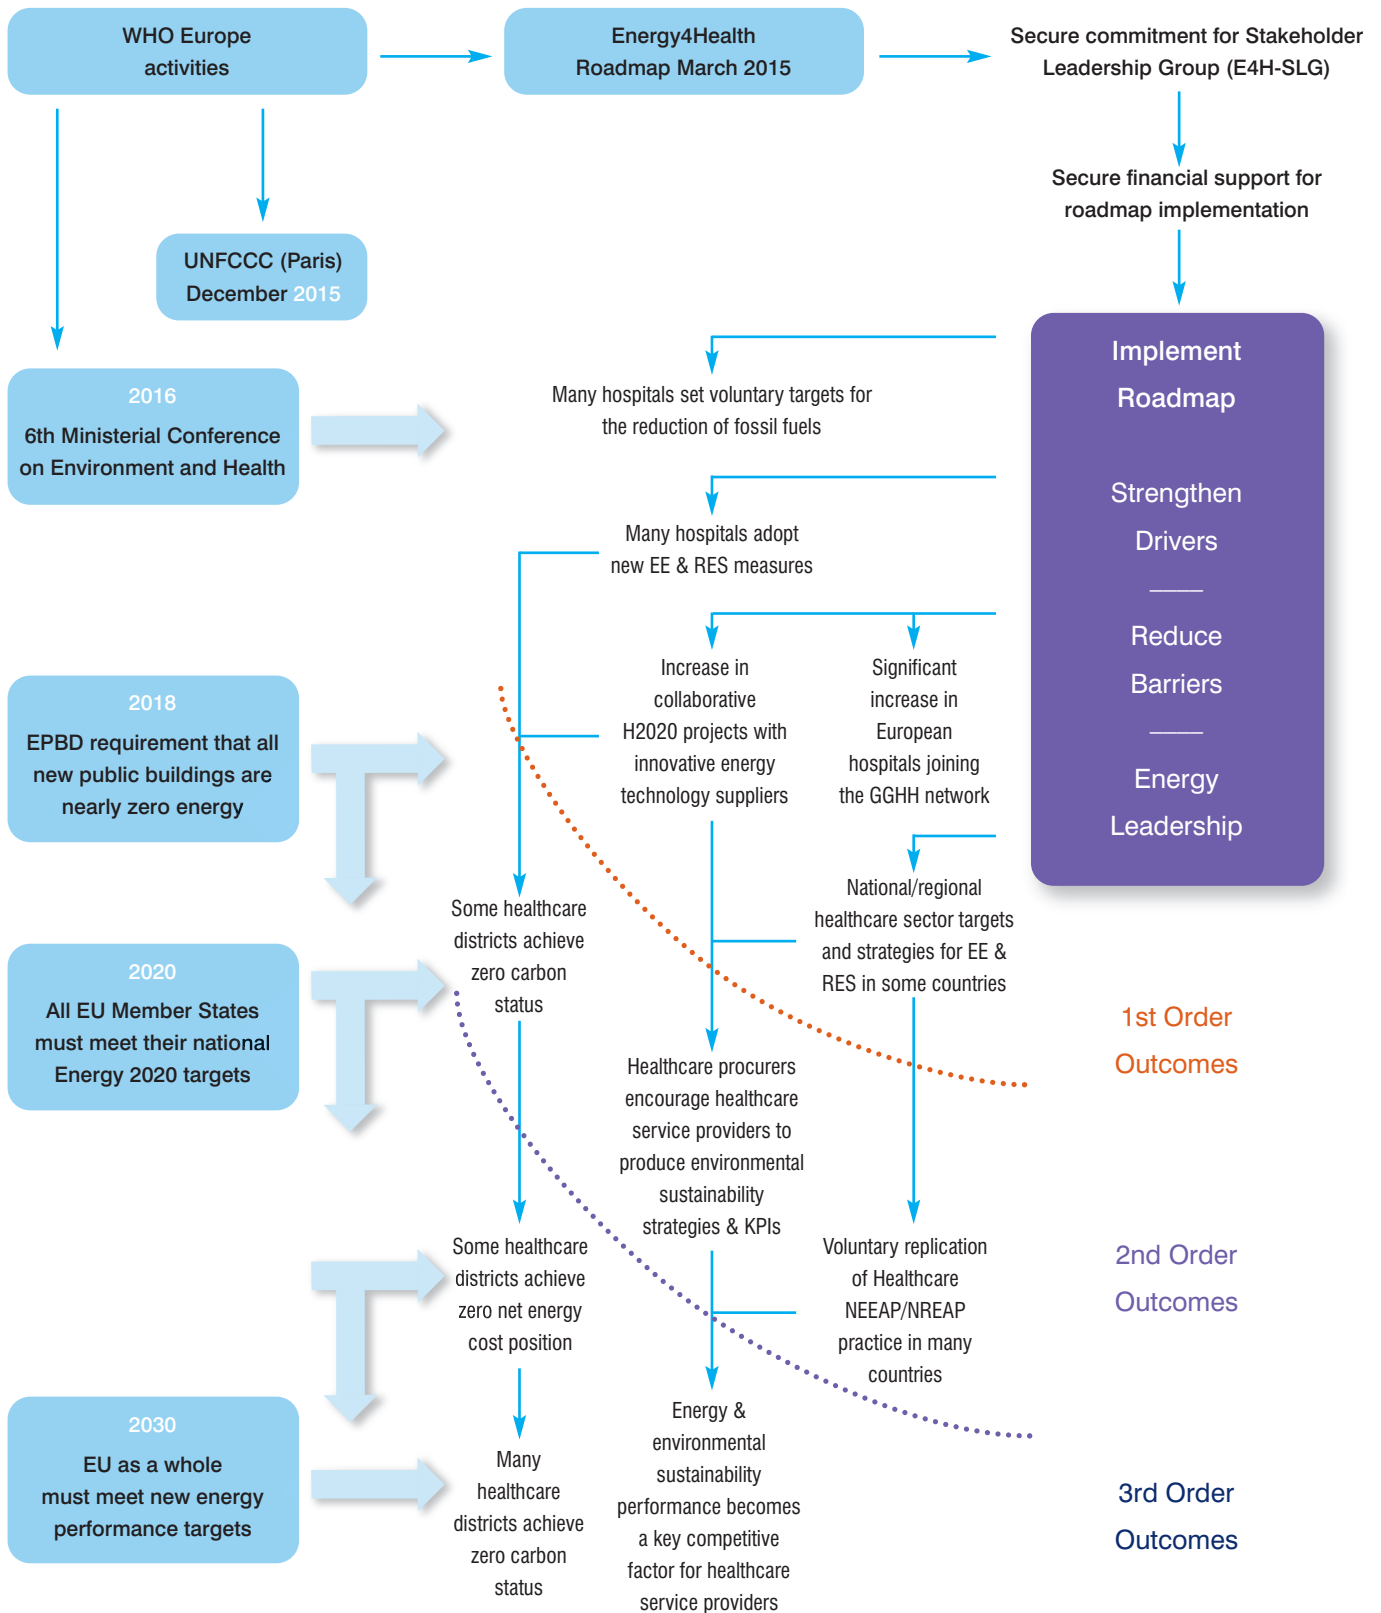 WHO Europe
activities
Energy4Health
Roadmap March 2015
Secure commitment for Stakeholder
Leadership Group (E4H-SLG)
Secure financial support for
roadmap implementation
UNFCCC (Paris)
December 2015
Implement
Roadmap
Strengthen
Drivers
Reduce
Barriers
Energy
Leadership
2016
6th Ministerial Conference
on Environment and Health
Many hospitals set voluntary targets for
the reduction of fossil fuels
Many hospitals adopt
new EE & RES measures
Increase in
collaborative
H2020 projects with
innovative energy
technology suppliers
Significant
increase in
European
hospitals joining
the GGHH network
2018
EPBD requirement that all
new public buildings are
nearly zero energy
National/regional
healthcare sector targets
and strategies for EE &
RES in some countries
Some healthcare
districts achieve
zero carbon
status
2020
All EU Member States
must meet their national
Energy 2020 targets
1st Order
Outcomes
Healthcare procurers
encourage healthcare
service providers to
produce environmental
sustainability
strategies & KPIs
Some healthcare
districts achieve
zero net energy
cost position
Voluntary replication
of Healthcare
NEEAP/NREAP
practice in many
countries
2nd Order
Outcomes
2030
EU as a whole
must meet new energy
performance targets
Many
healthcare
districts achieve
zero carbon
status
Energy &
environmental
sustainability
performance becomes
a key competitive
factor for healthcare
service providers
3rd Order
Outcomes